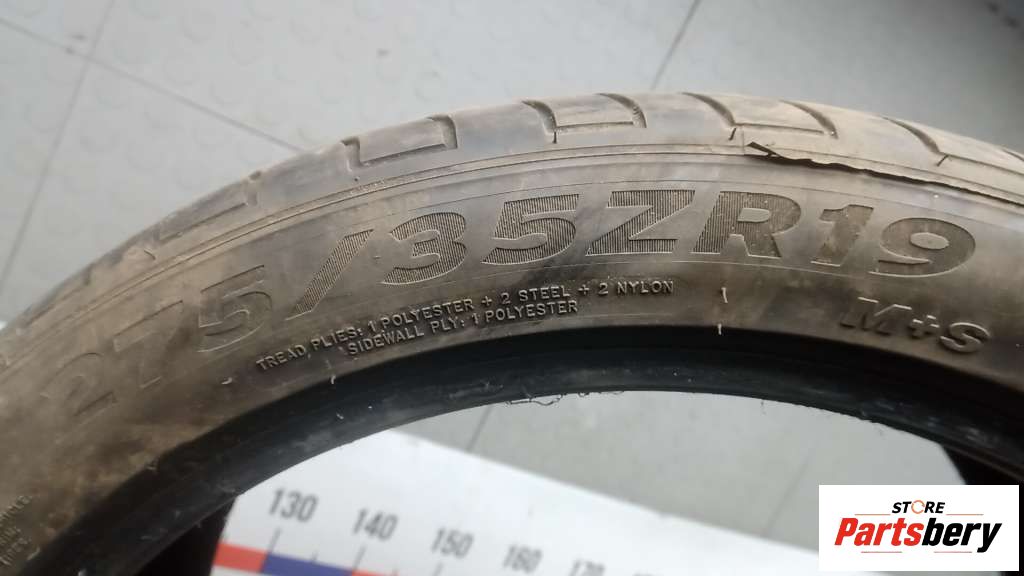 275/35ZR19
TREAD PLIES: 1 POLYESTER + 2 STEEL + 2 NYLON
SIDEWALL PLY: 1 POLYESTER
M+S
130 140 150 160 170
STORE
Partsbery